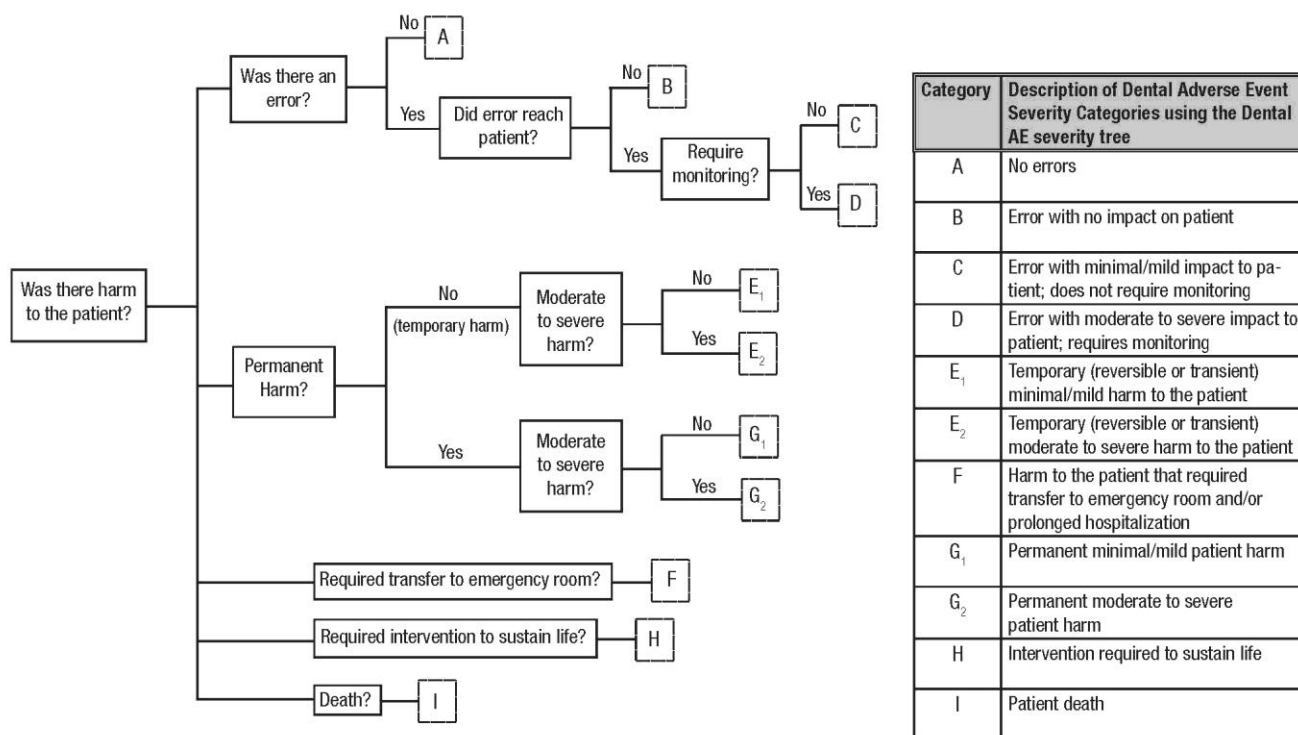 No
A
Was there an
error?
Yes
Did error reach
patient?
No
B
Yes
Require
monitoring?
No
C
Yes
D
Was there harm
to the patient?
Permanent
Harm?
No
(temporary harm)
Moderate
to severe
harm?
No
E₁
Yes
E₂
Yes
Moderate
to severe
harm?
No
G₁
Yes
G₂
Required transfer to emergency room?
F
Required intervention to sustain life?
H
Death?
I
Category
Description of Dental Adverse Event
Severity Categories using the Dental
AE severity tree
A
No errors
B
Error with no impact on patient
C
Error with minimal/mild impact to pa-
tient; does not require monitoring
D
Error with moderate to severe impact to
patient; requires monitoring
E₁
Temporary (reversible or transient)
minimal/mild harm to the patient
E₂
Temporary (reversible or transient)
moderate to severe harm to the patient
F
Harm to the patient that required
transfer to emergency room and/or
prolonged hospitalization
G₁
Permanent minimal/mild patient harm
G₂
Permanent moderate to severe
patient harm
H
Intervention required to sustain life
I
Patient death